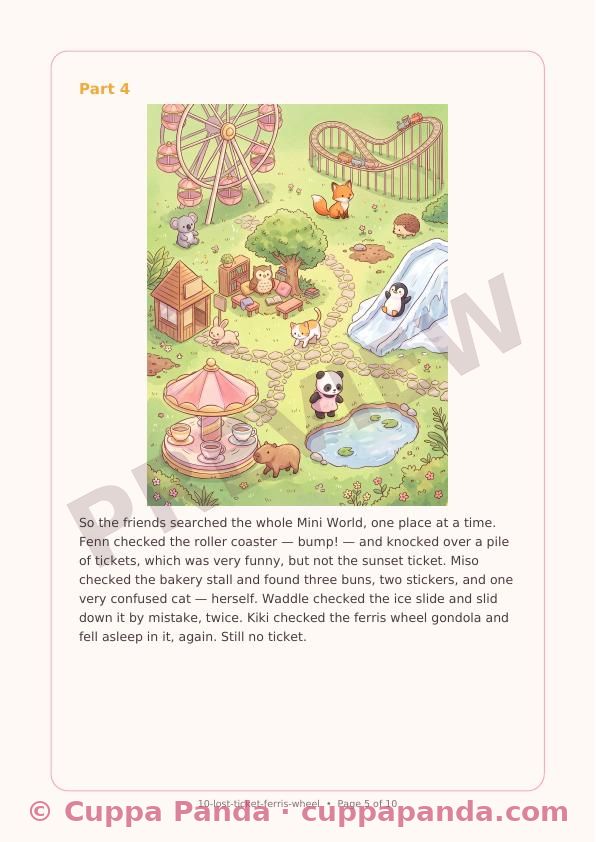 Part 4
So the friends searched the whole Mini World, one place at a time.
Fenn checked the roller coaster — bump! — and knocked over a pile
of tickets, which was very funny, but not the sunset ticket. Miso
checked the bakery stall and found three buns, two stickers, and one
very confused cat — herself. Waddle checked the ice slide and slid
down it by mistake, twice. Kiki checked the ferris wheel gondola and
fell asleep in it, again. Still no ticket.
PREVIEW
10-lost-ticket-ferris-wheel • Page 5 of 10
© Cuppa Panda · cuppapanda.com